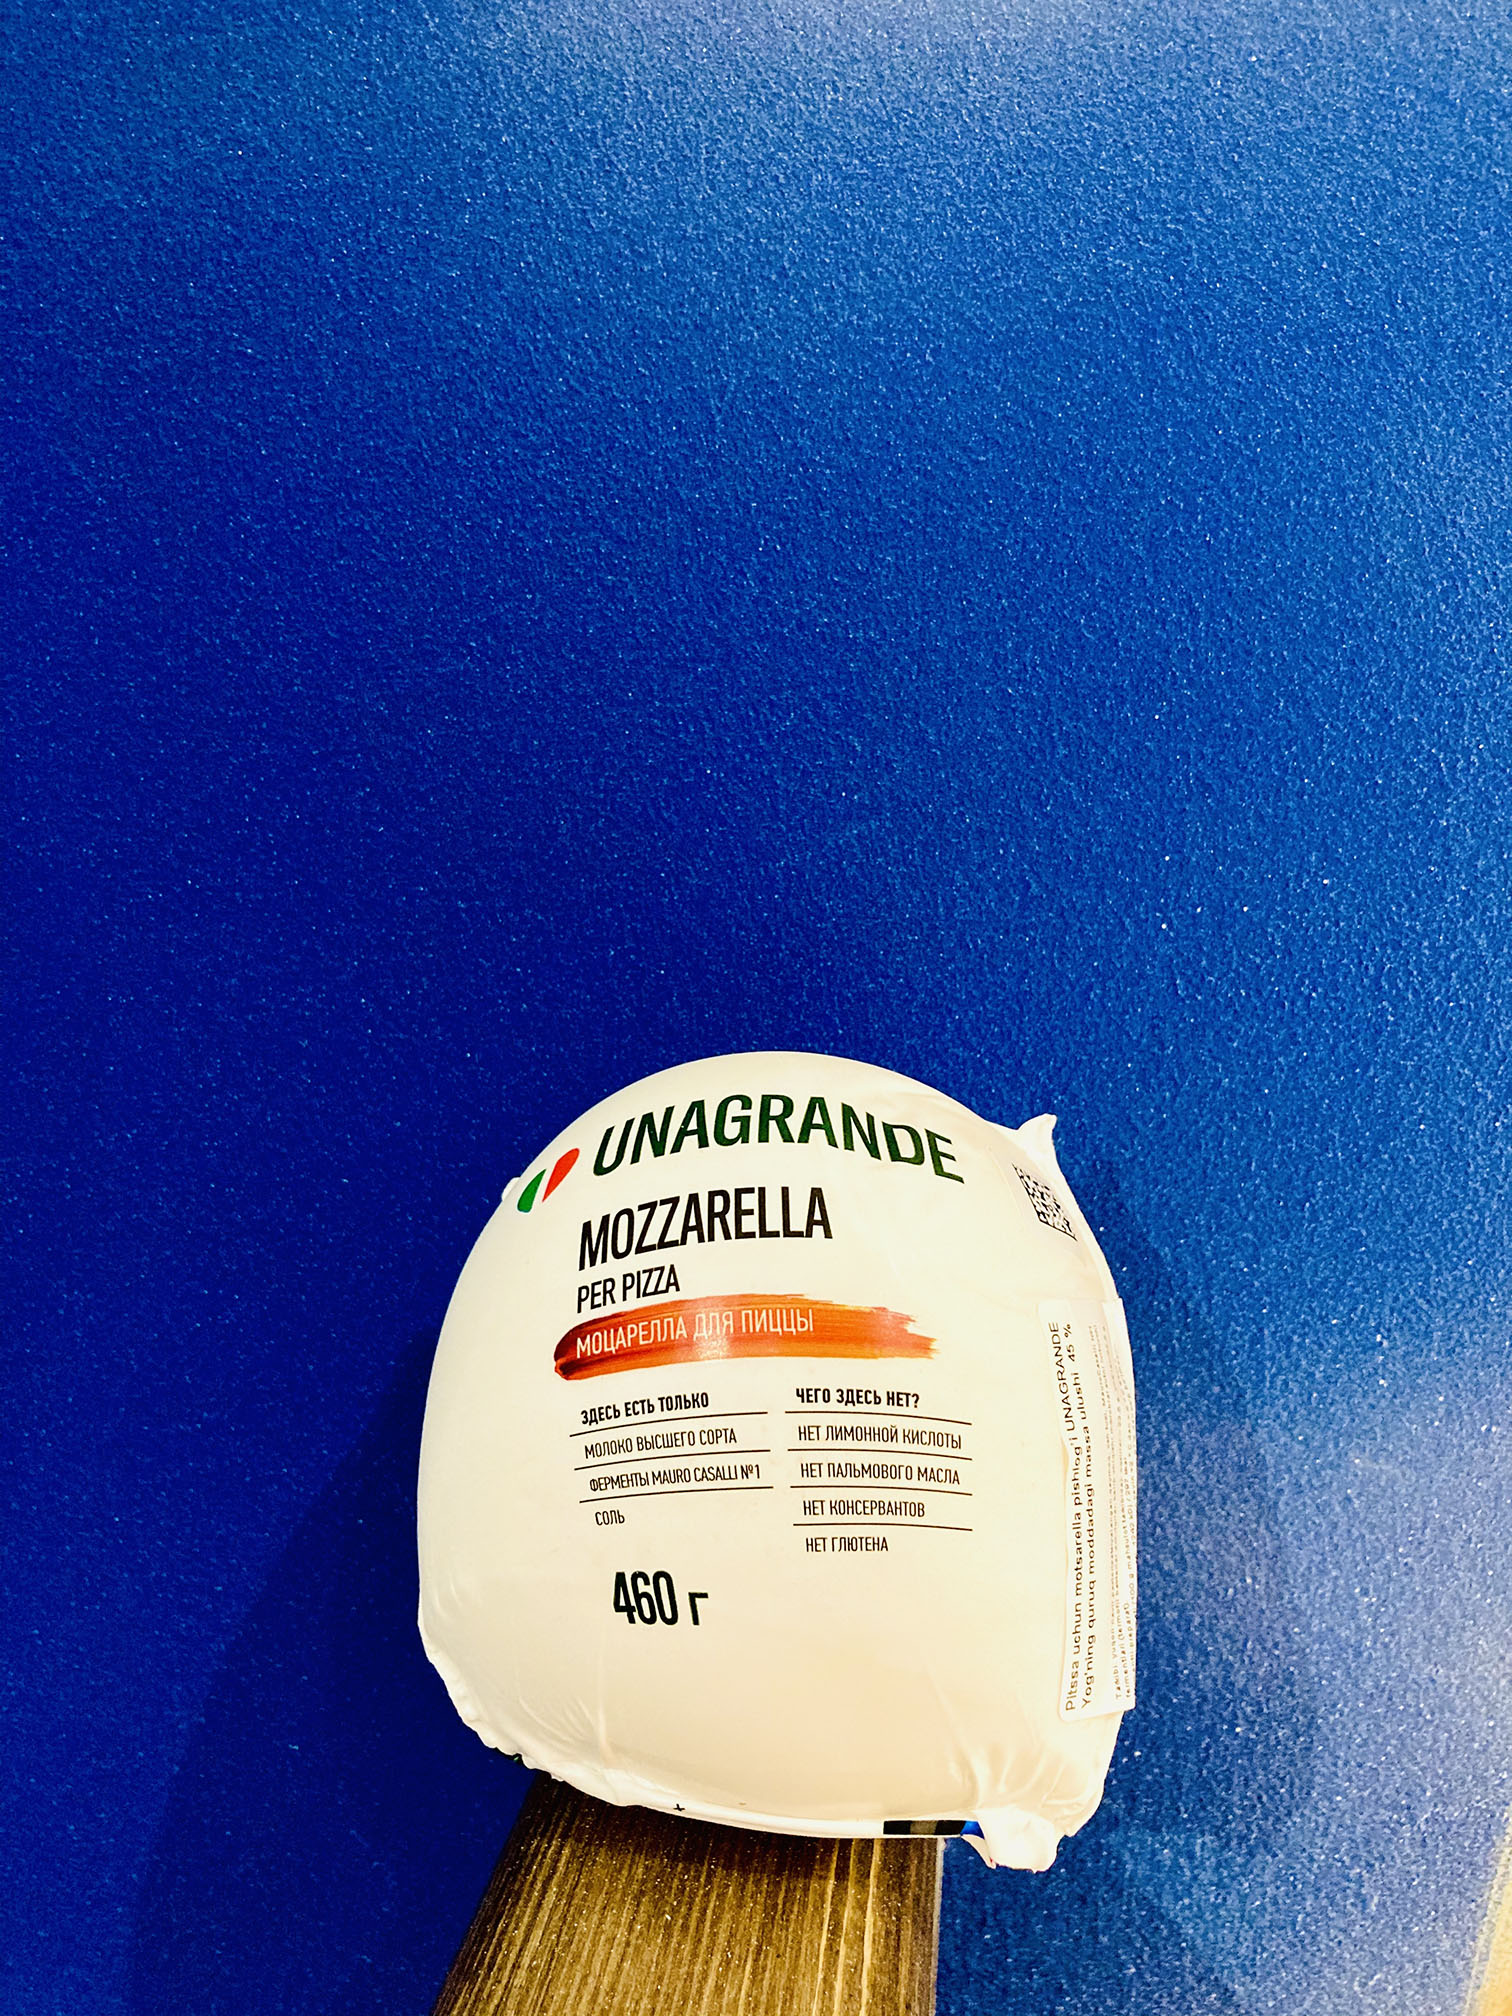 UNAGRANDE
MOZZARELLA
PER PIZZA
МОЦАРЕЛЛА ДЛЯ ПИЦЦЫ
ЗДЕСЬ ЕСТЬ ТОЛЬКО
МОЛОКО ВЫСШЕГО СОРТА
ФЕРМЕНТЫ MAURO CASALLI №1
СОЛЬ
ЧЕГО ЗДЕСЬ НЕТ?
НЕТ ЛИМОННОЙ КИСЛОТЫ
НЕТ ПАЛЬМОВОГО МАСЛА
НЕТ КОНСЕРВАНТОВ
НЕТ ГЛЮТЕНА
460 г
Pitssa uchun motsarella pishlog'i UNAGRANDE
Yog'ning quruq moddadagi massa ulushi 45 %